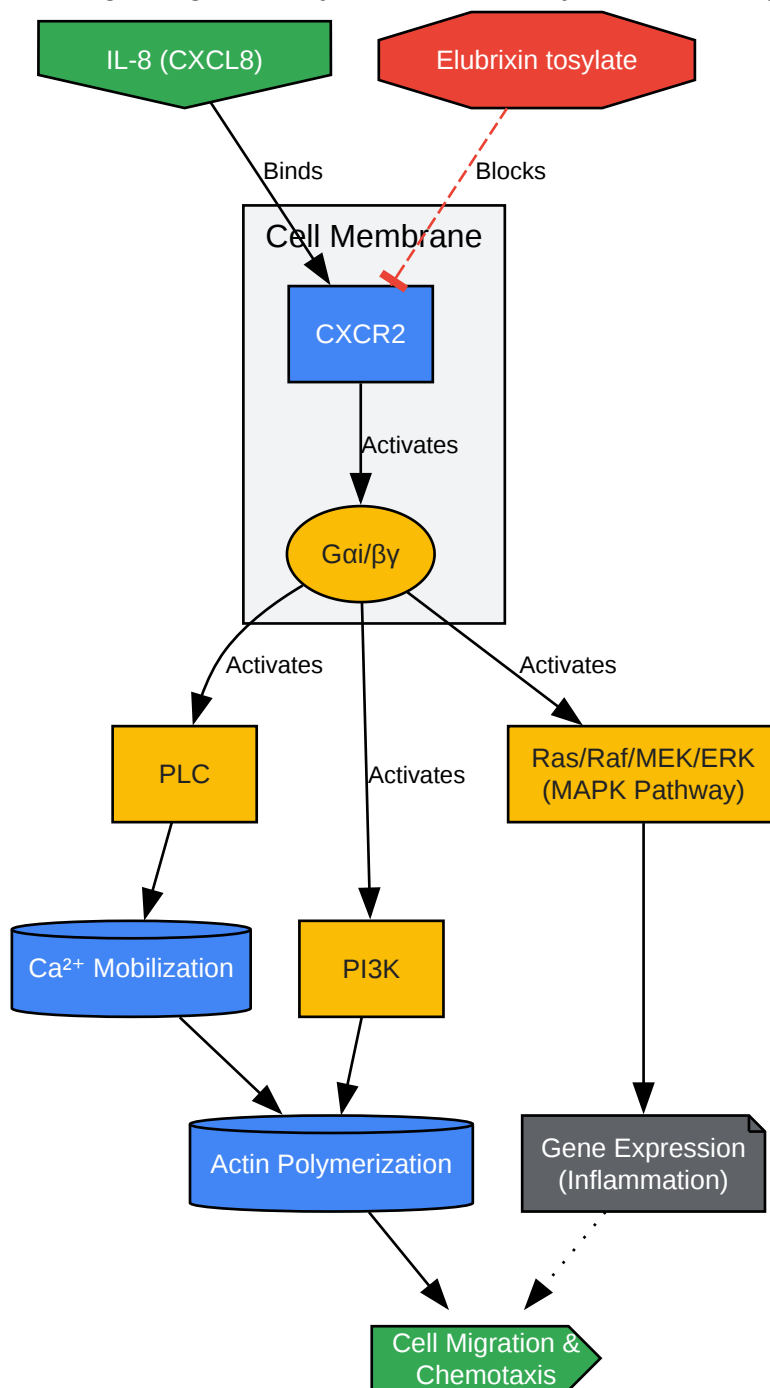 IL-8 (CXCL8)
Elubrixin tosylate
Binds
Blocks
Cell Membrane
CXCR2
Activates
Gαi/βγ
Activates
Activates
PLC
Activates
Ras/Raf/MEK/ERK
(MAPK Pathway)
Ca²⁺ Mobilization
PI3K
Actin Polymerization
Gene Expression
(Inflammation)
Cell Migration &
Chemotaxis